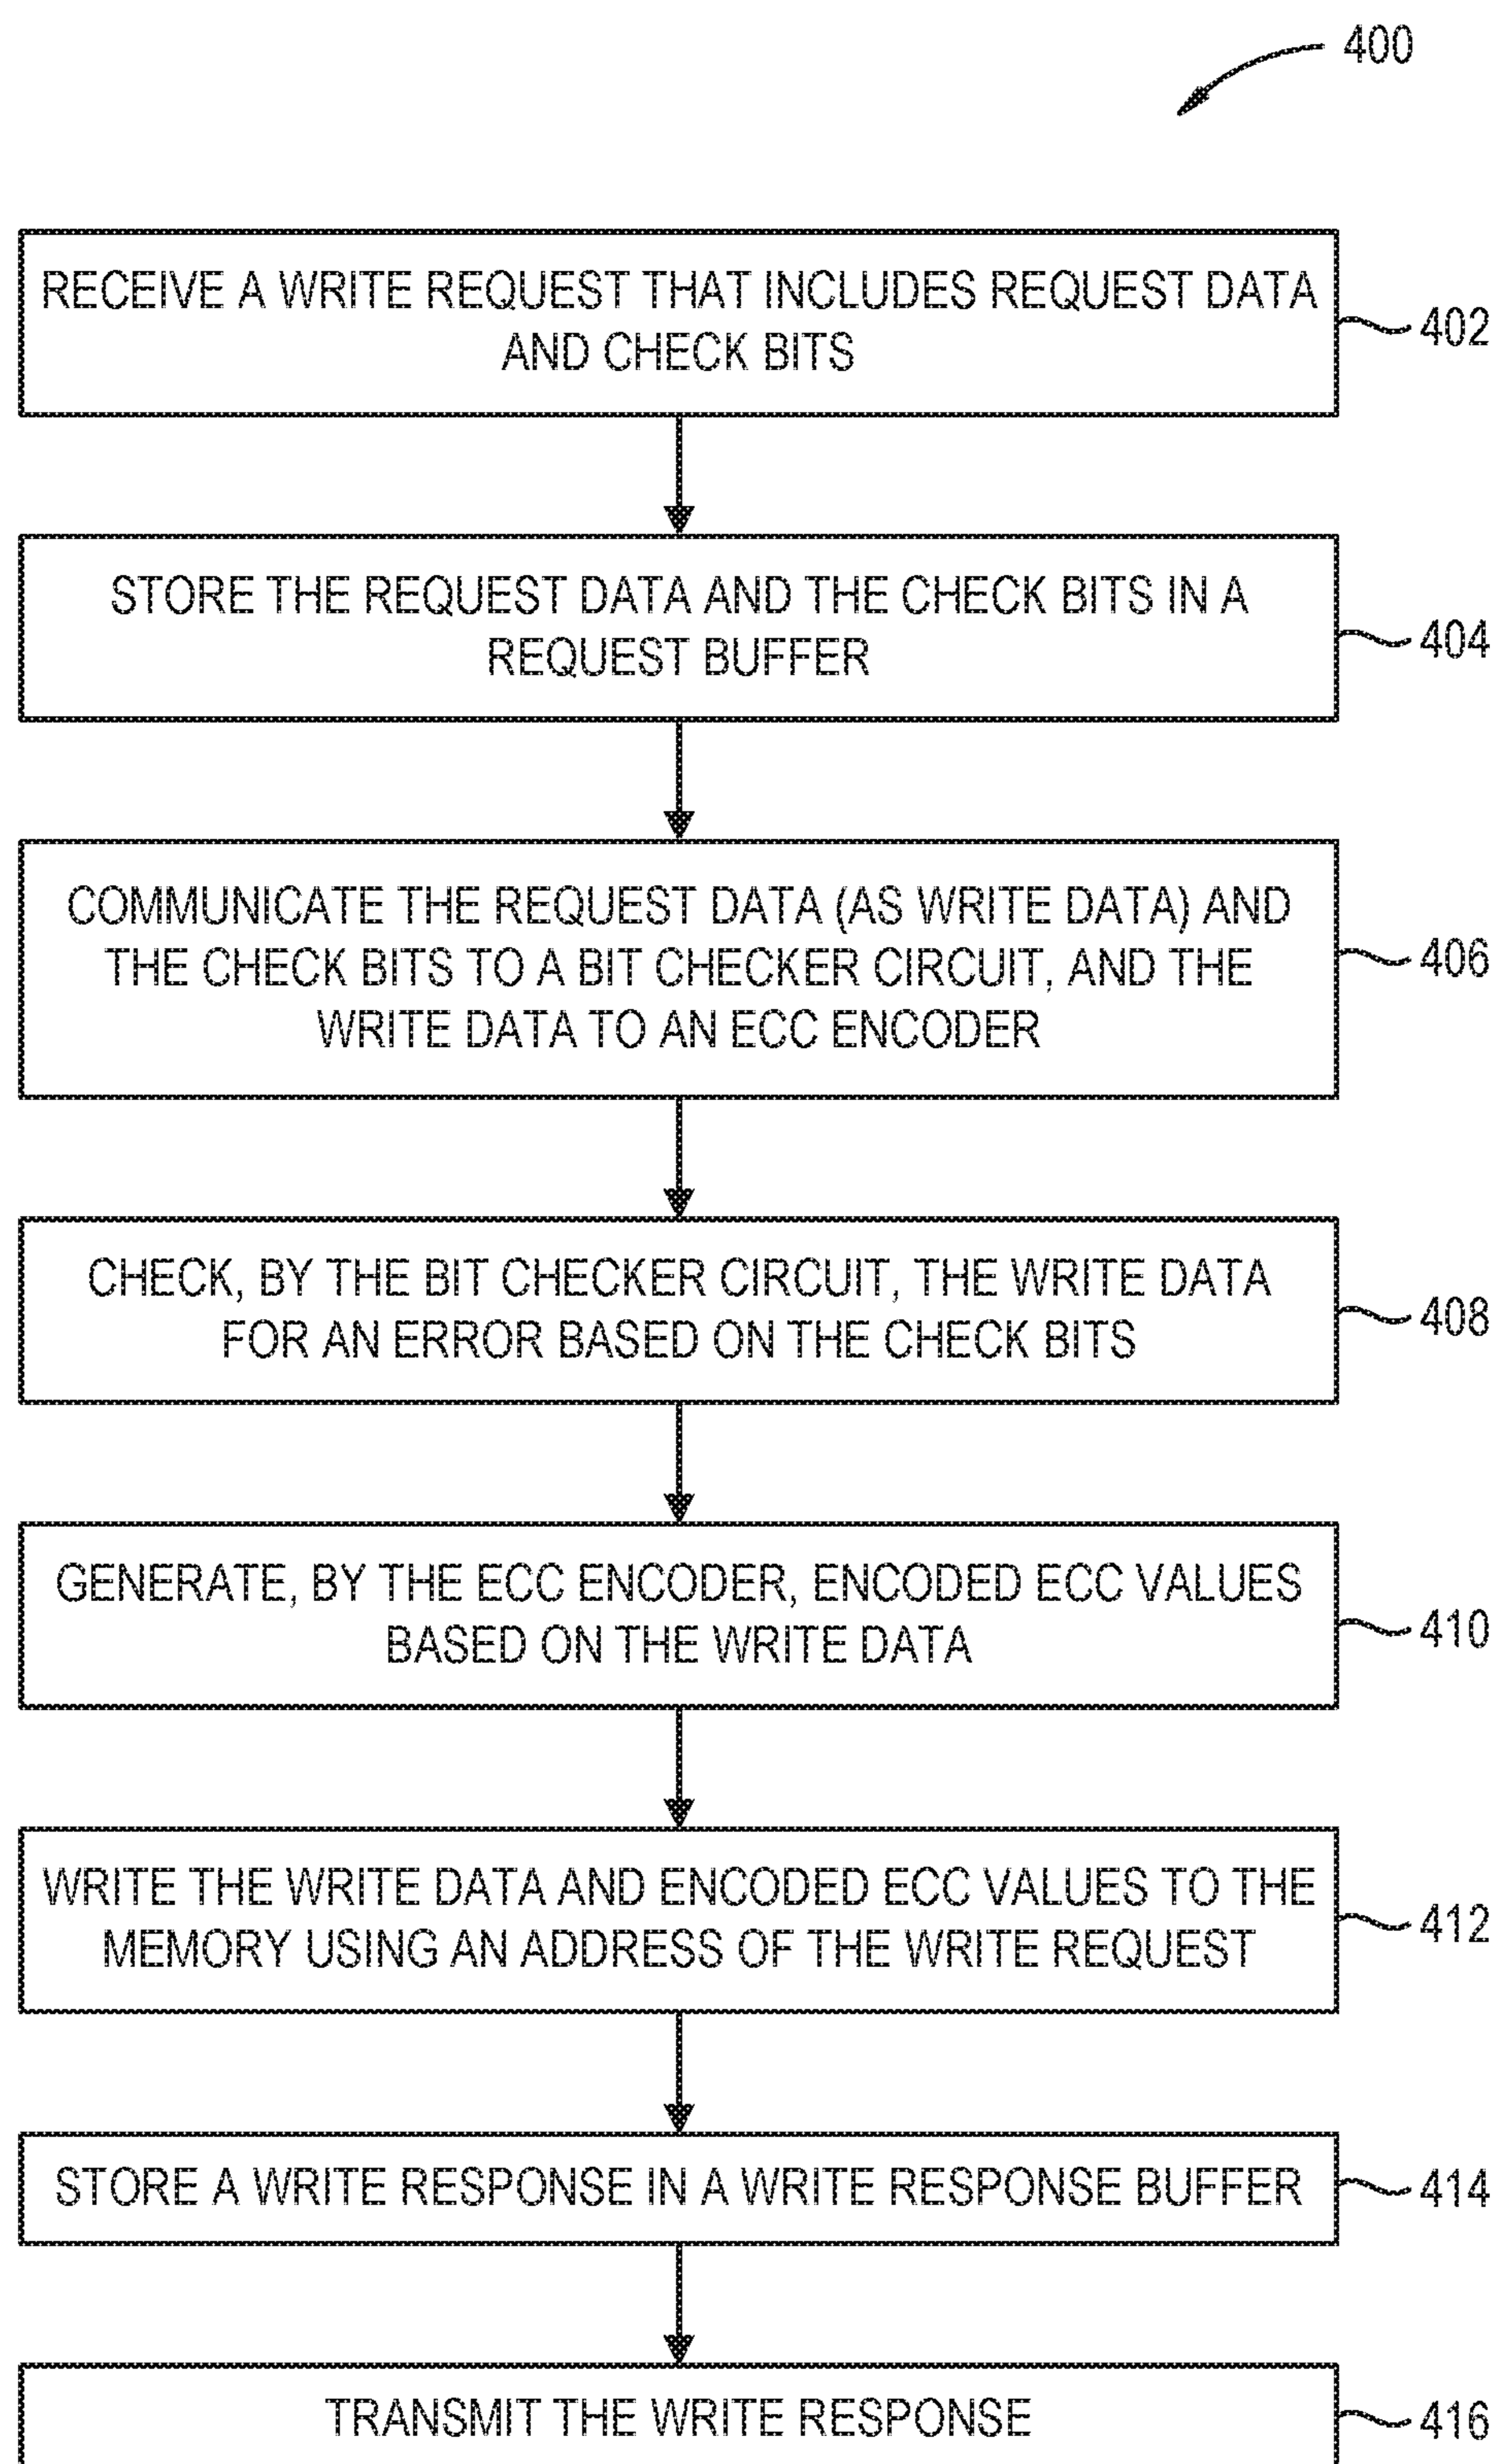 400
RECEIVE A WRITE REQUEST THAT INCLUDES REQUEST DATA
AND CHECK BITS
402
STORE THE REQUEST DATA AND THE CHECK BITS IN A
REQUEST BUFFER
404
COMMUNICATE THE REQUEST DATA (AS WRITE DATA) AND
THE CHECK BITS TO A BIT CHECKER CIRCUIT, AND THE
WRITE DATA TO AN ECC ENCODER
406
CHECK, BY THE BIT CHECKER CIRCUIT, THE WRITE DATA
FOR AN ERROR BASED ON THE CHECK BITS
408
GENERATE, BY THE ECC ENCODER, ENCODED ECC VALUES
BASED ON THE WRITE DATA
410
WRITE THE WRITE DATA AND ENCODED ECC VALUES TO THE
MEMORY USING AN ADDRESS OF THE WRITE REQUEST
412
STORE A WRITE RESPONSE IN A WRITE RESPONSE BUFFER
414
TRANSMIT THE WRITE RESPONSE
416